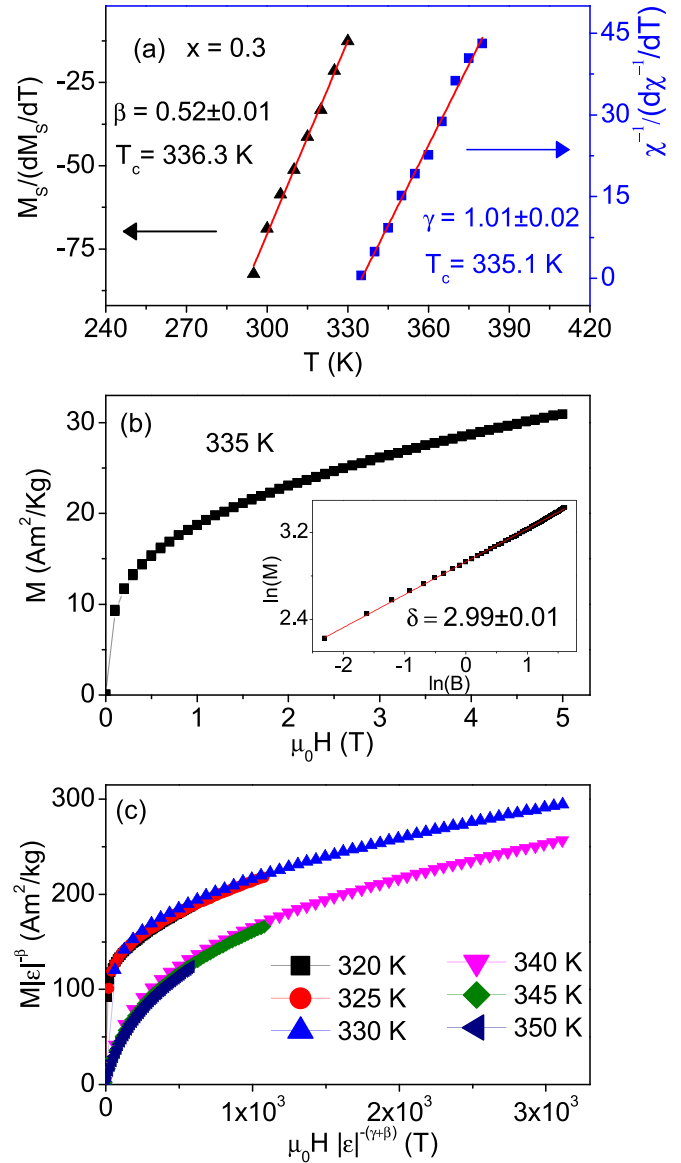 (a) x = 0.3
β = 0.52±0.01
T_c = 336.3 K
γ = 1.01±0.02
T_c = 335.1 K
M_S/(dM_S/dT)
-25
-50
-75
χ⁻¹/(dχ⁻¹/dT)
45
30
15
0
240 270 300 330 360 390 420
T (K)
(b)
335 K
M (Am²/Kg)
30
20
10
0
ln(M)
3.2
2.4
δ = 2.99±0.01
-2 -1 0 1
ln(B)
0 1 2 3 4 5
μ₀H (T)
(c)
M|ε|^-β (Am²/kg)
300
200
100
0
320 K 340 K
325 K 345 K
330 K 350 K
0 1x10³ 2x10³ 3x10³
μ₀H |ε|^-(γ+β) (T)